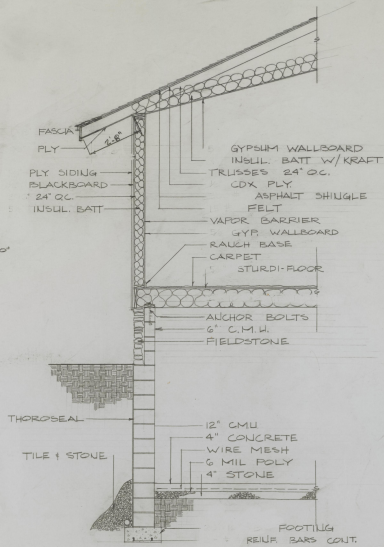 FASCIA
PLY
2'-8"
GYPSUM WALLBOARD
INSUL. BATT W/KRAFT
TRUSSES 24" O.C.
CDX PLY
ASPHALT SHINGLE
FELT
PLY SIDING
BLACKBOARD
24" O.C.
INSUL. BATT
VAPOR BARRIER
GYP. WALLBOARD
RAUCH BASE
CARPET
STURDI-FLOOR
0"
ANCHOR BOLTS
6" C.M.U.
FIELDSTONE
THOROSEAL
TILE & STONE
12" CMU
4" CONCRETE
WIRE MESH
6 MIL POLY
4" STONE
FOOTING
REINF. BARS CONT.